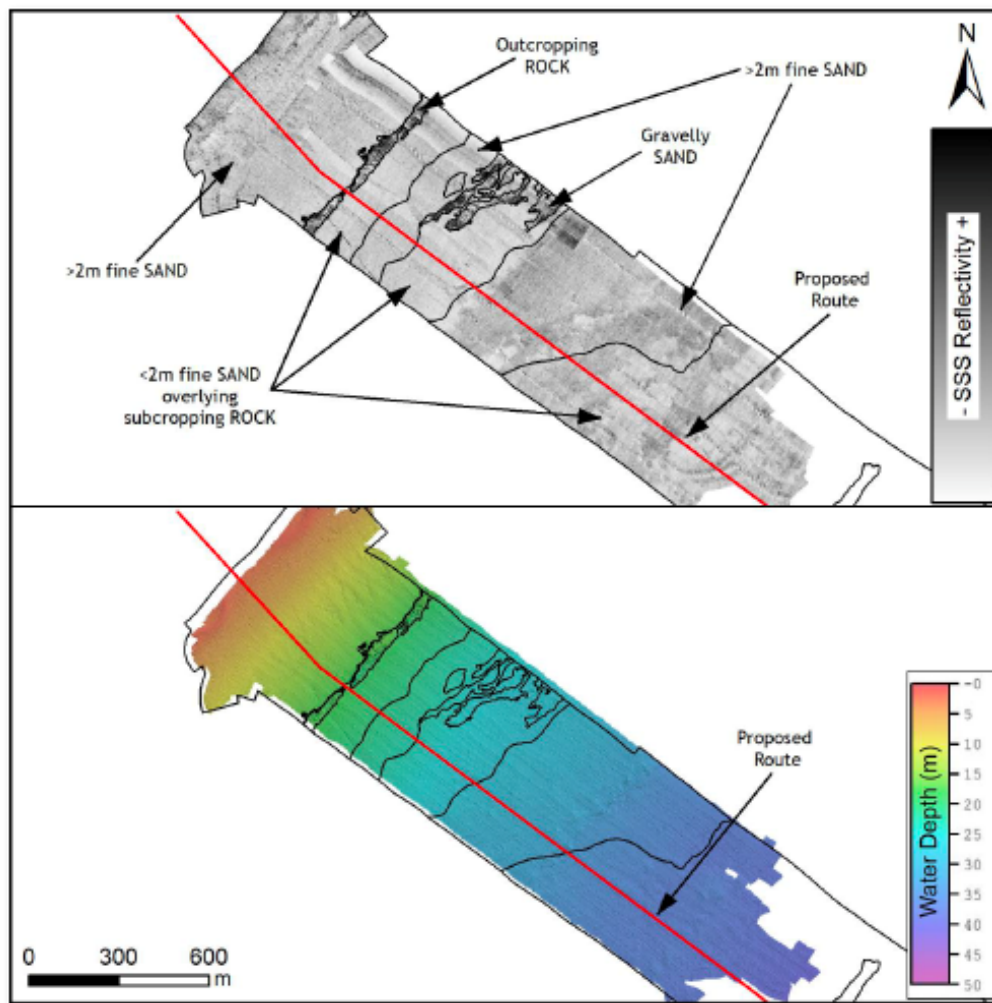 N
Outcropping
ROCK
>2m fine SAND
Gravelly
SAND
>2m fine SAND
Proposed
Route
<2m fine SAND
overlying
subcropping ROCK
- SSS Reflectivity +
Proposed
Route
Water Depth (m)
-0
5
10
15
20
25
30
35
40
45
50
0 300 600
m